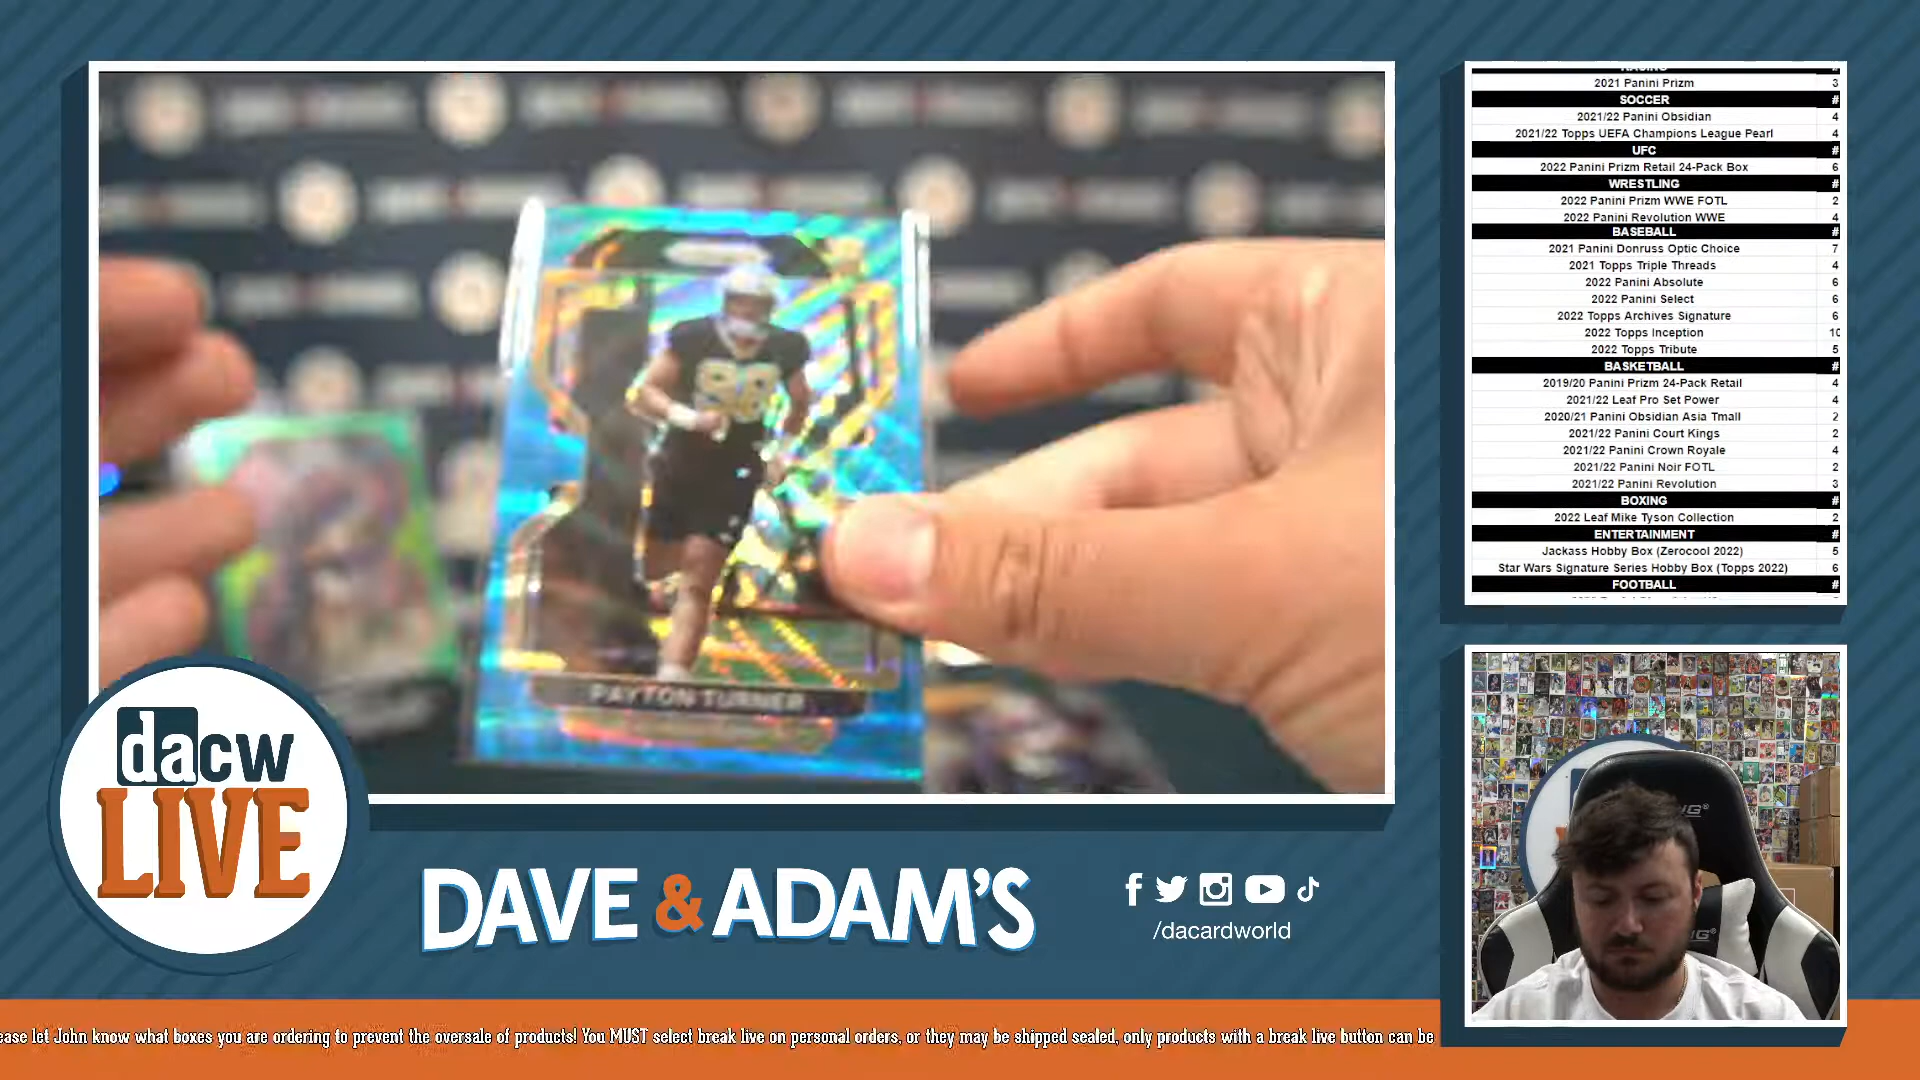 98
PAYTON TURNER
dacw
LIVE
DAVE & ADAM'S
/dacardworld
ease let John know what boxes you are ordering to prevent the oversale of products! You MUST select break live on personal orders, or they may be shipped sealed, only products with a break live button can be
RACING #
2021 Panini Prizm 3
SOCCER #
2021/22 Panini Obsidian 4
2021/22 Topps UEFA Champions League Pearl 4
UFC #
2022 Panini Prizm Retail 24-Pack Box 6
WRESTLING #
2022 Panini Prizm WWE FOTL 2
2022 Panini Revolution WWE 4
BASEBALL #
2021 Panini Donruss Optic Choice 7
2021 Topps Triple Threads 4
2022 Panini Absolute 6
2022 Panini Select 6
2022 Topps Archives Signature 6
2022 Topps Inception 10
2022 Topps Tribute 5
BASKETBALL #
2019/20 Panini Prizm 24-Pack Retail 4
2021/22 Leaf Pro Set Power 4
2020/21 Panini Obsidian Asia Tmall 2
2021/22 Panini Court Kings 2
2021/22 Panini Crown Royale 4
2021/22 Panini Noir FOTL 2
2021/22 Panini Revolution 3
BOXING #
2022 Leaf Mike Tyson Collection 2
ENTERTAINMENT #
Jackass Hobby Box (Zerocool 2022) 5
Star Wars Signature Series Hobby Box (Topps 2022) 6
FOOTBALL #